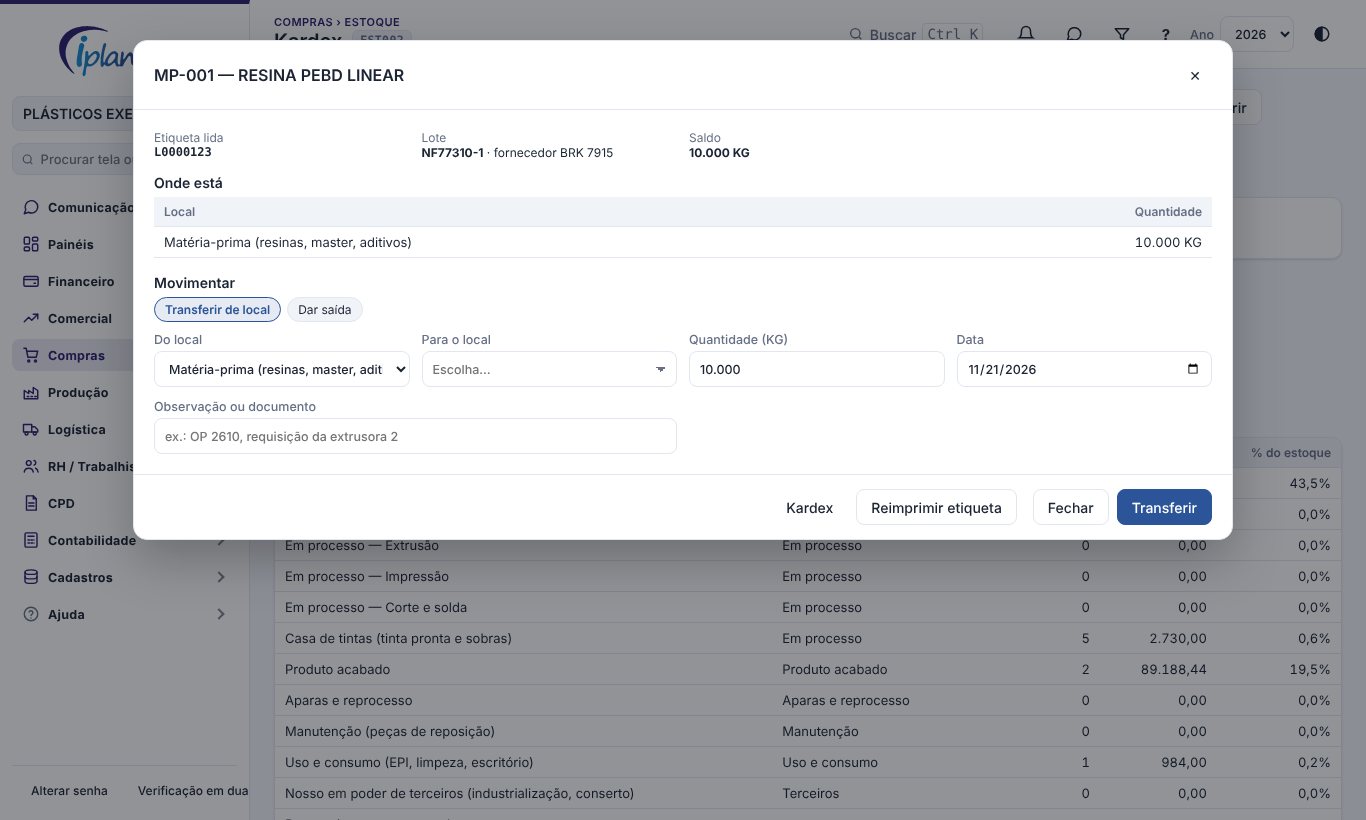 COMPRAS › ESTOQUE
Kardex EST002
Buscar Ctrl K
? Ano 2026
iplan
PLÁSTICOS EXE
Procurar tela o
Comunicação
Painéis
Financeiro
Comercial
Compras
Produção
Logística
RH / Trabalhis
CPD
Contabilidade
Cadastros
Ajuda
Alterar senha
Verificação em dua
MP-001 — RESINA PEBD LINEAR
×
Etiqueta lida
L0000123
Lote
NF77310-1 · fornecedor BRK 7915
Saldo
10.000 KG
Onde está
Local Quantidade
Matéria-prima (resinas, master, aditivos) 10.000 KG
Movimentar
Transferir de local Dar saída
Do local Para o local Quantidade (KG) Data
Matéria-prima (resinas, master, adit Escolha... 10.000 11/21/2026
Observação ou documento
ex.: OP 2610, requisição da extrusora 2
Kardex Reimprimir etiqueta Fechar Transferir
rir
% do estoque
43,5%
0,0%
Em processo — Extrusão Em processo 0 0,00 0,0%
Em processo — Impressão Em processo 0 0,00 0,0%
Em processo — Corte e solda Em processo 0 0,00 0,0%
Casa de tintas (tinta pronta e sobras) Em processo 5 2.730,00 0,6%
Produto acabado Produto acabado 2 89.188,44 19,5%
Aparas e reprocesso Aparas e reprocesso 0 0,00 0,0%
Manutenção (peças de reposição) Manutenção 0 0,00 0,0%
Uso e consumo (EPI, limpeza, escritório) Uso e consumo 1 984,00 0,2%
Nosso em poder de terceiros (industrialização, conserto) Terceiros 0 0,00 0,0%